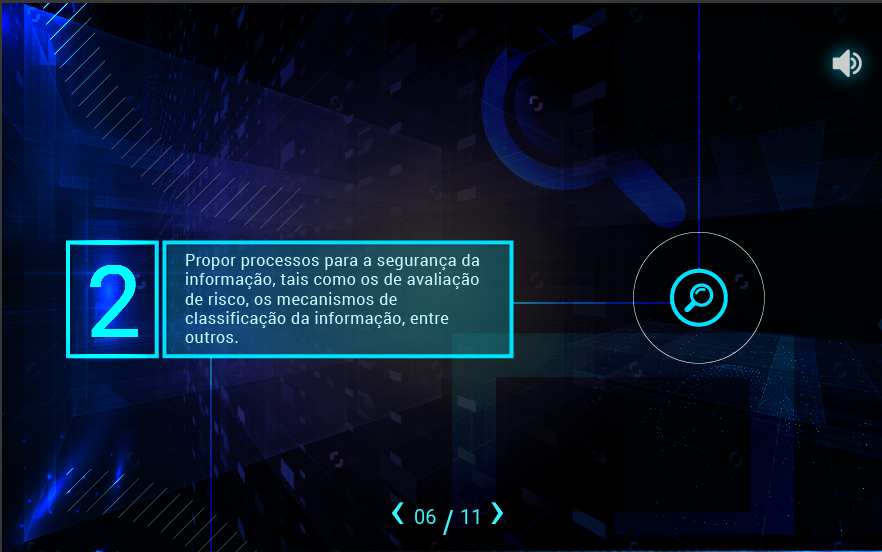 2
Propor processos para a segurança da
informação, tais como os de avaliação
de risco, os mecanismos de
classificação da informação, entre
outros.
06 / 11